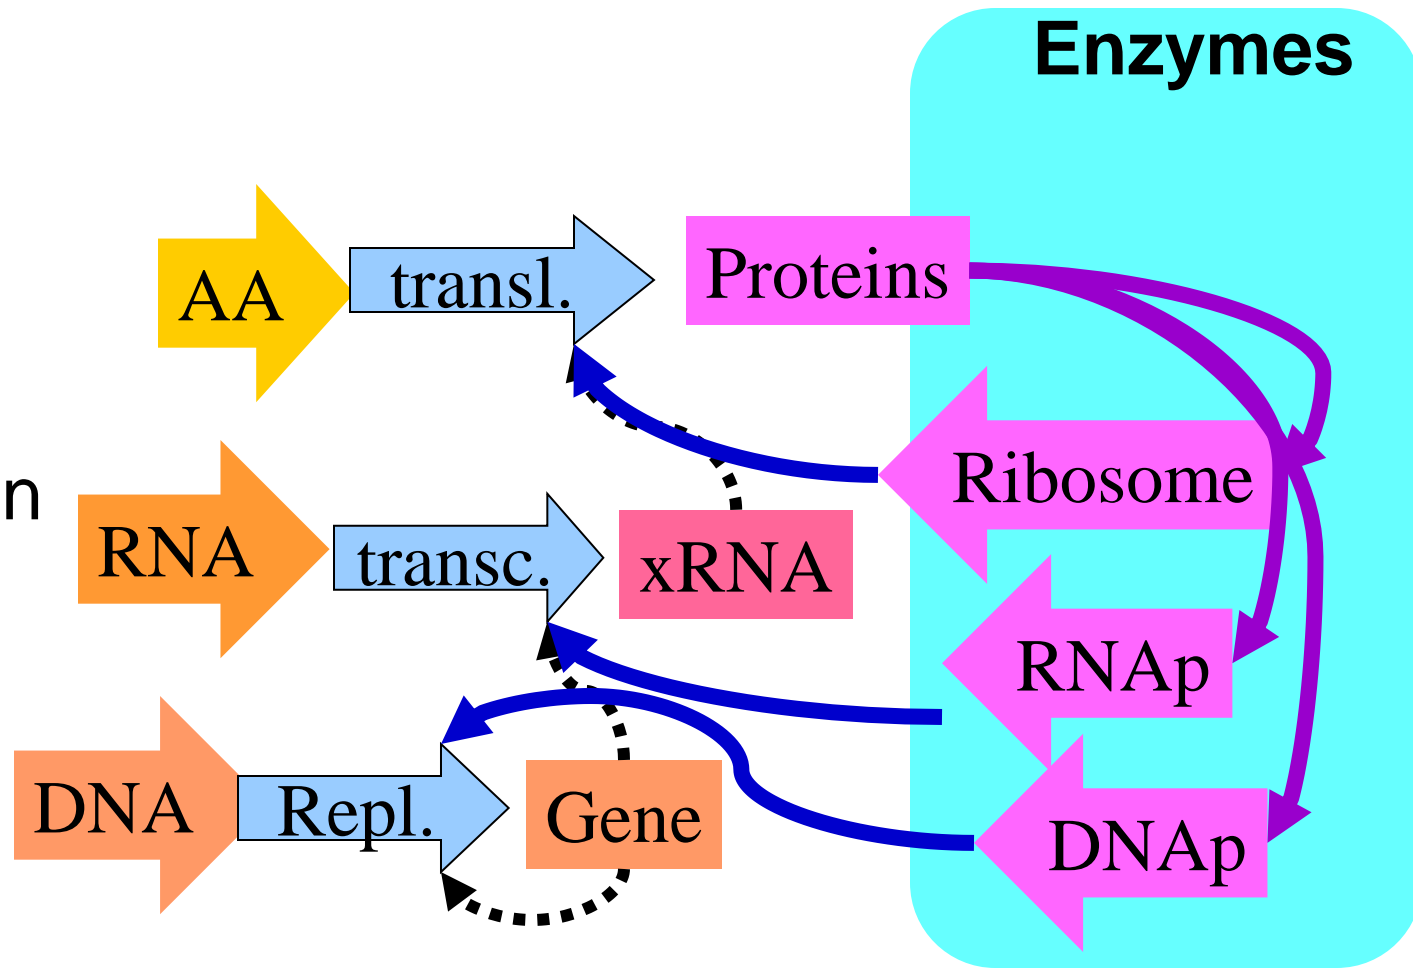 Enzymes
AA
transl.
Proteins
Ribosome
n
RNA
transc.
xRNA
RNAp
DNA
Repl.
Gene
DNAp